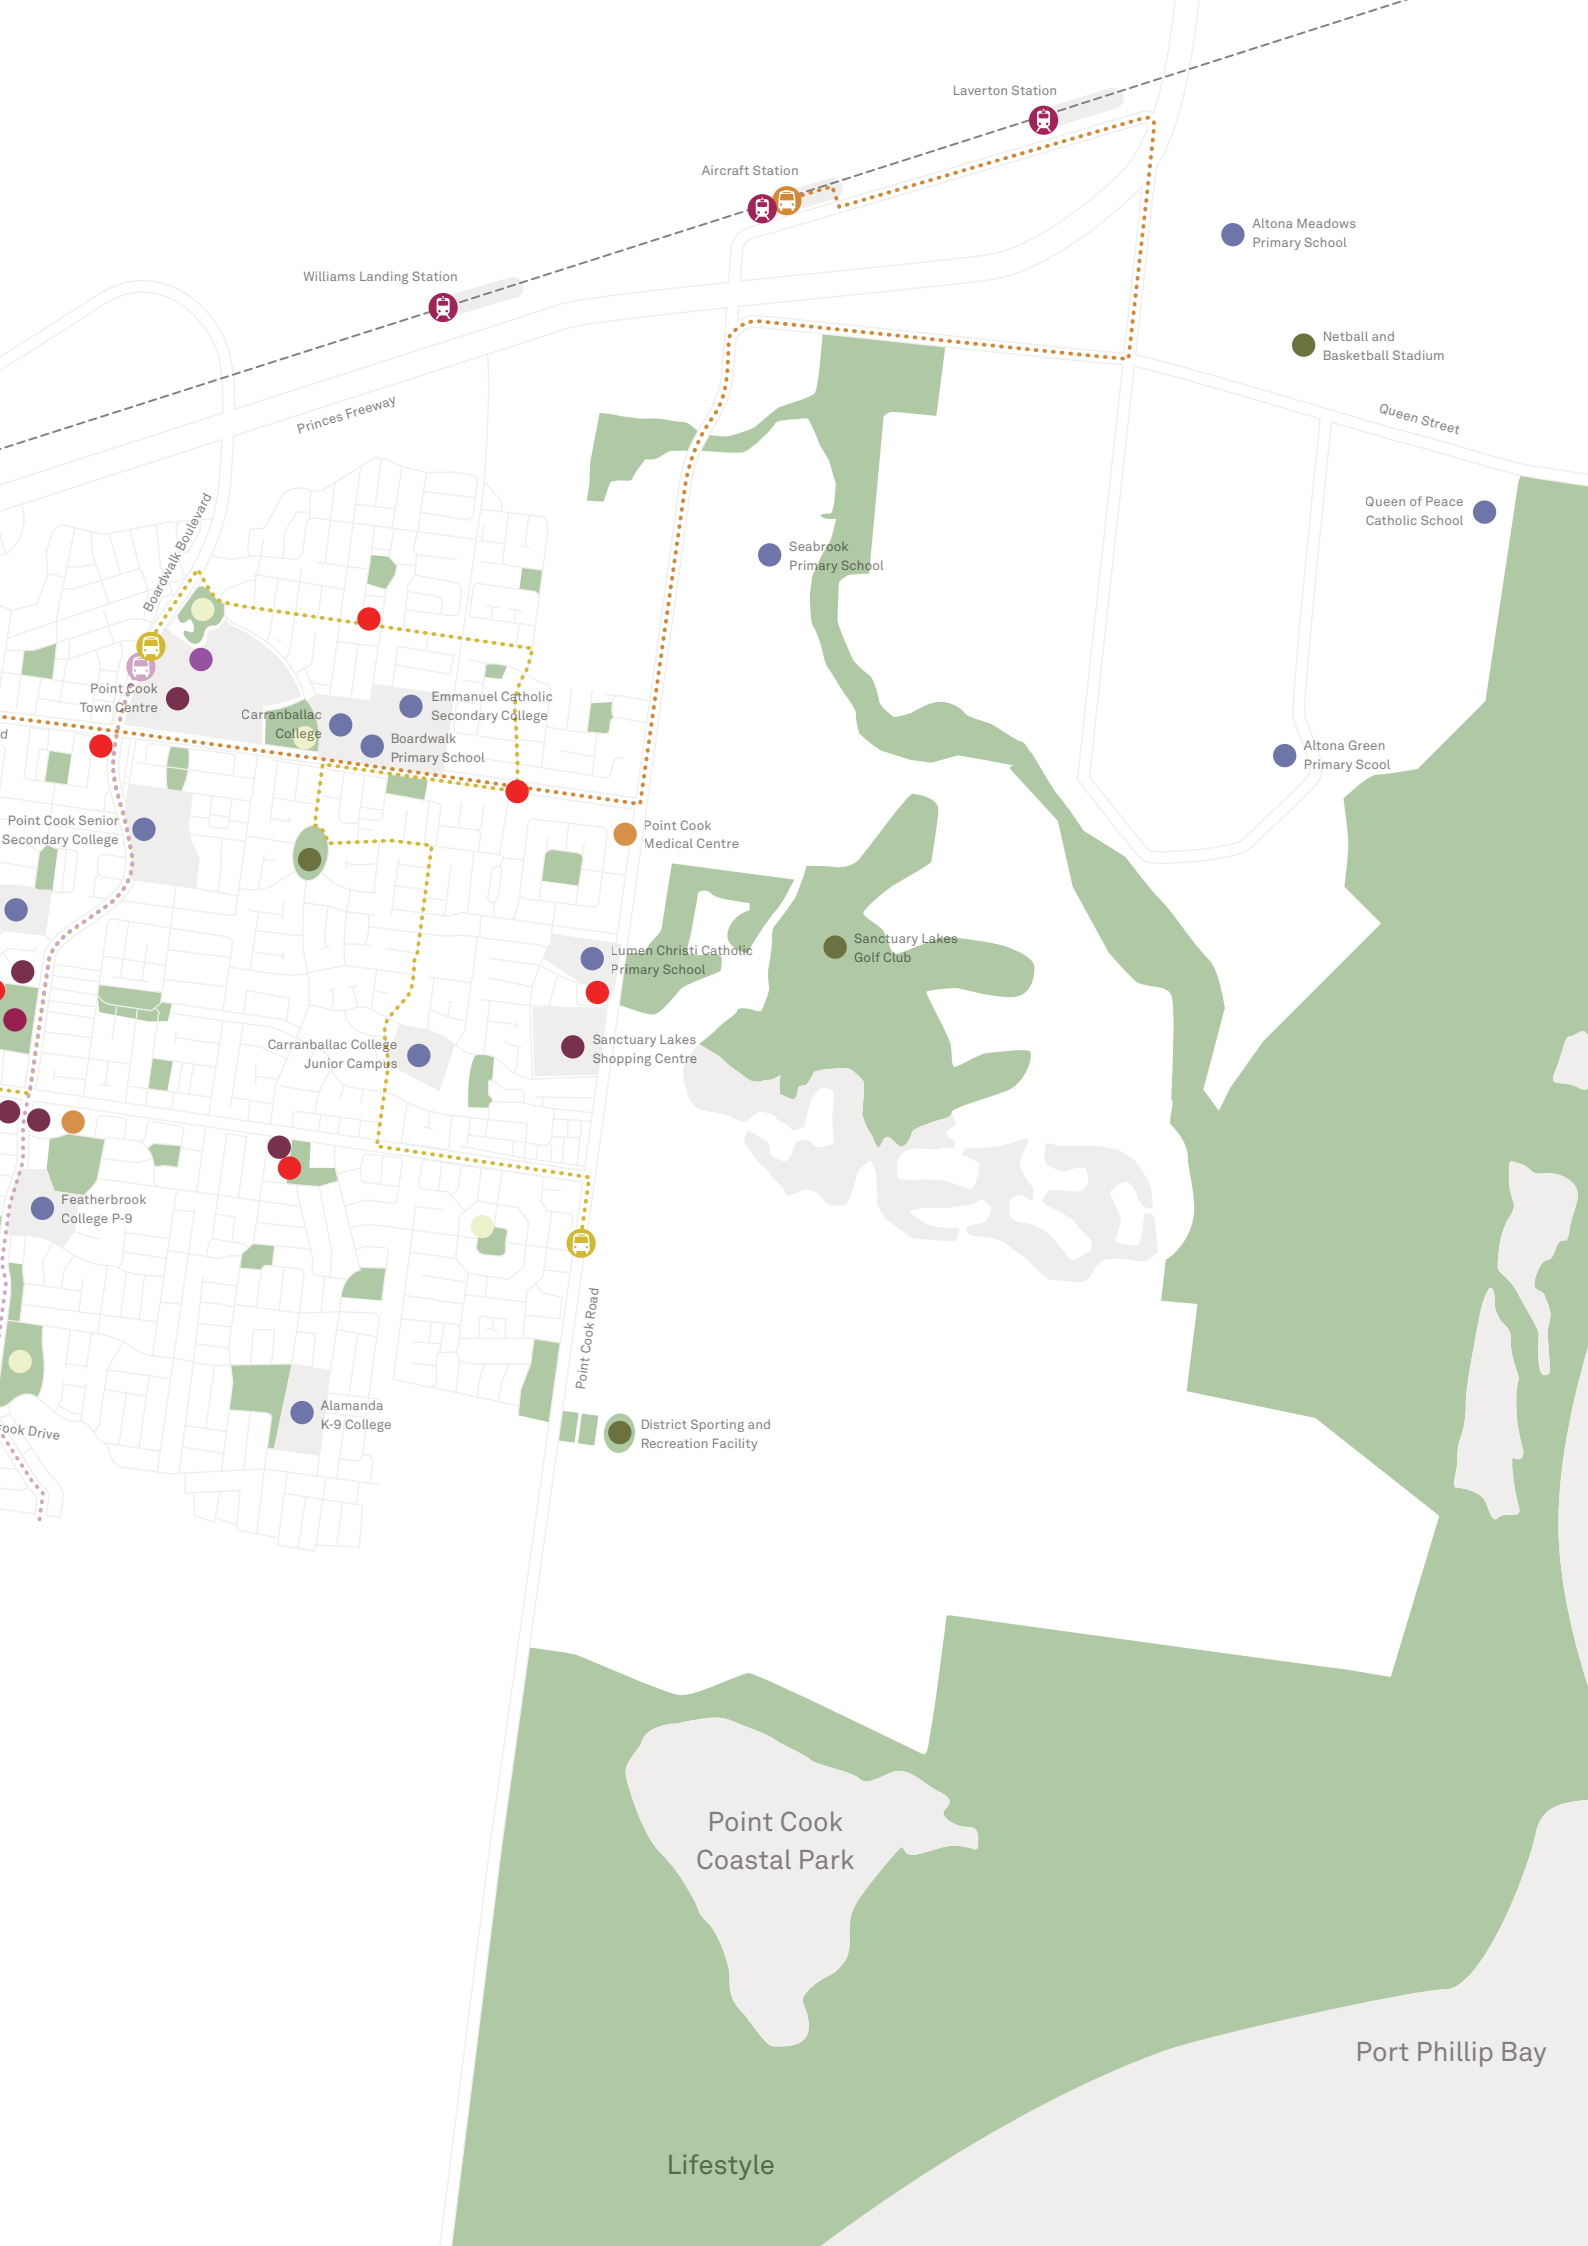 Laverton Station
Aircraft Station
Altona Meadows
Primary School
Williams Landing Station
Netball and
Basketball Stadium
Princes Freeway
Queen Street
Boardwalk Boulevard
Queen of Peace
Catholic School
Seabrook
Primary School
Point Cook
Town Centre
Emmanuel Catholic
Secondary College
Carranballac
College
d
Boardwalk
Primary School
Altona Green
Primary Scool
Point Cook Senior
Secondary College
Point Cook
Medical Centre
Sanctuary Lakes
Golf Club
Lumen Christi Catholic
Primary School
Carranballac College
Junior Campus
Sanctuary Lakes
Shopping Centre
Featherbrook
College P-9
Point Cook Road
Alamanda
K-9 College
rook Drive
District Sporting and
Recreation Facility
Point Cook
Coastal Park
Port Phillip Bay
Lifestyle